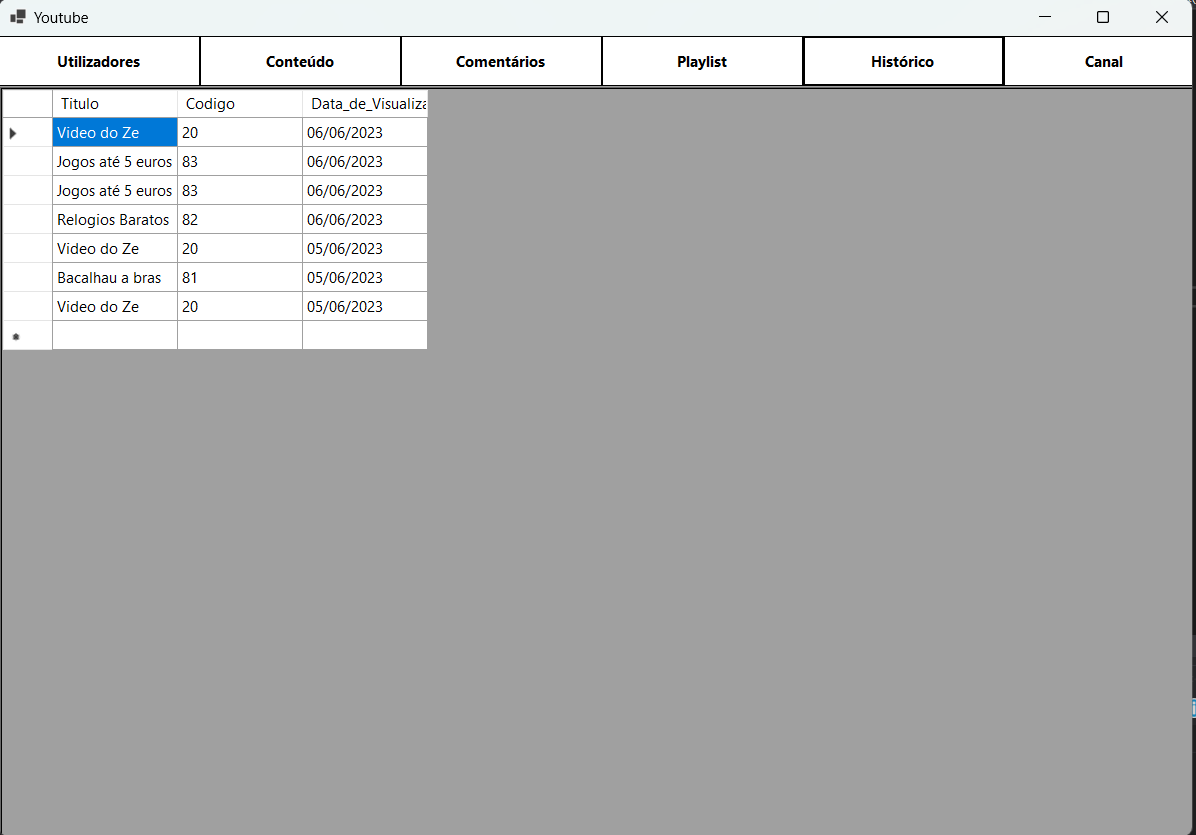 Youtube
Utilizadores Conteúdo Comentários Playlist Histórico Canal
Titulo Codigo Data_de_Visualiza
Video do Ze 20 06/06/2023
Jogos até 5 euros 83 06/06/2023
Jogos até 5 euros 83 06/06/2023
Relogios Baratos 82 06/06/2023
Video do Ze 20 05/06/2023
Bacalhau a bras 81 05/06/2023
Video do Ze 20 05/06/2023